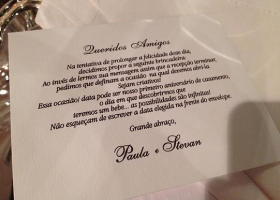 Queridos Amigos
Na tentativa de prolongar a felicidade desse dia,
decidimos propor a seguinte brincadeira:
Ao invés de lermos sua mensagem assim que a recepção terminar,
pedimos que definam a ocasião na qual devemos abri-la.
Sejam criativos!
Essa ocasião/ data pode ser nosso primeiro aniversário de casamento,
o dia em que descobrirmos que
teremos um bebê... as possibilidades são infinitas!
Não esqueçam de escrever a data elegida na frente do envelope.
Grande abraço,
Paula e Stevan